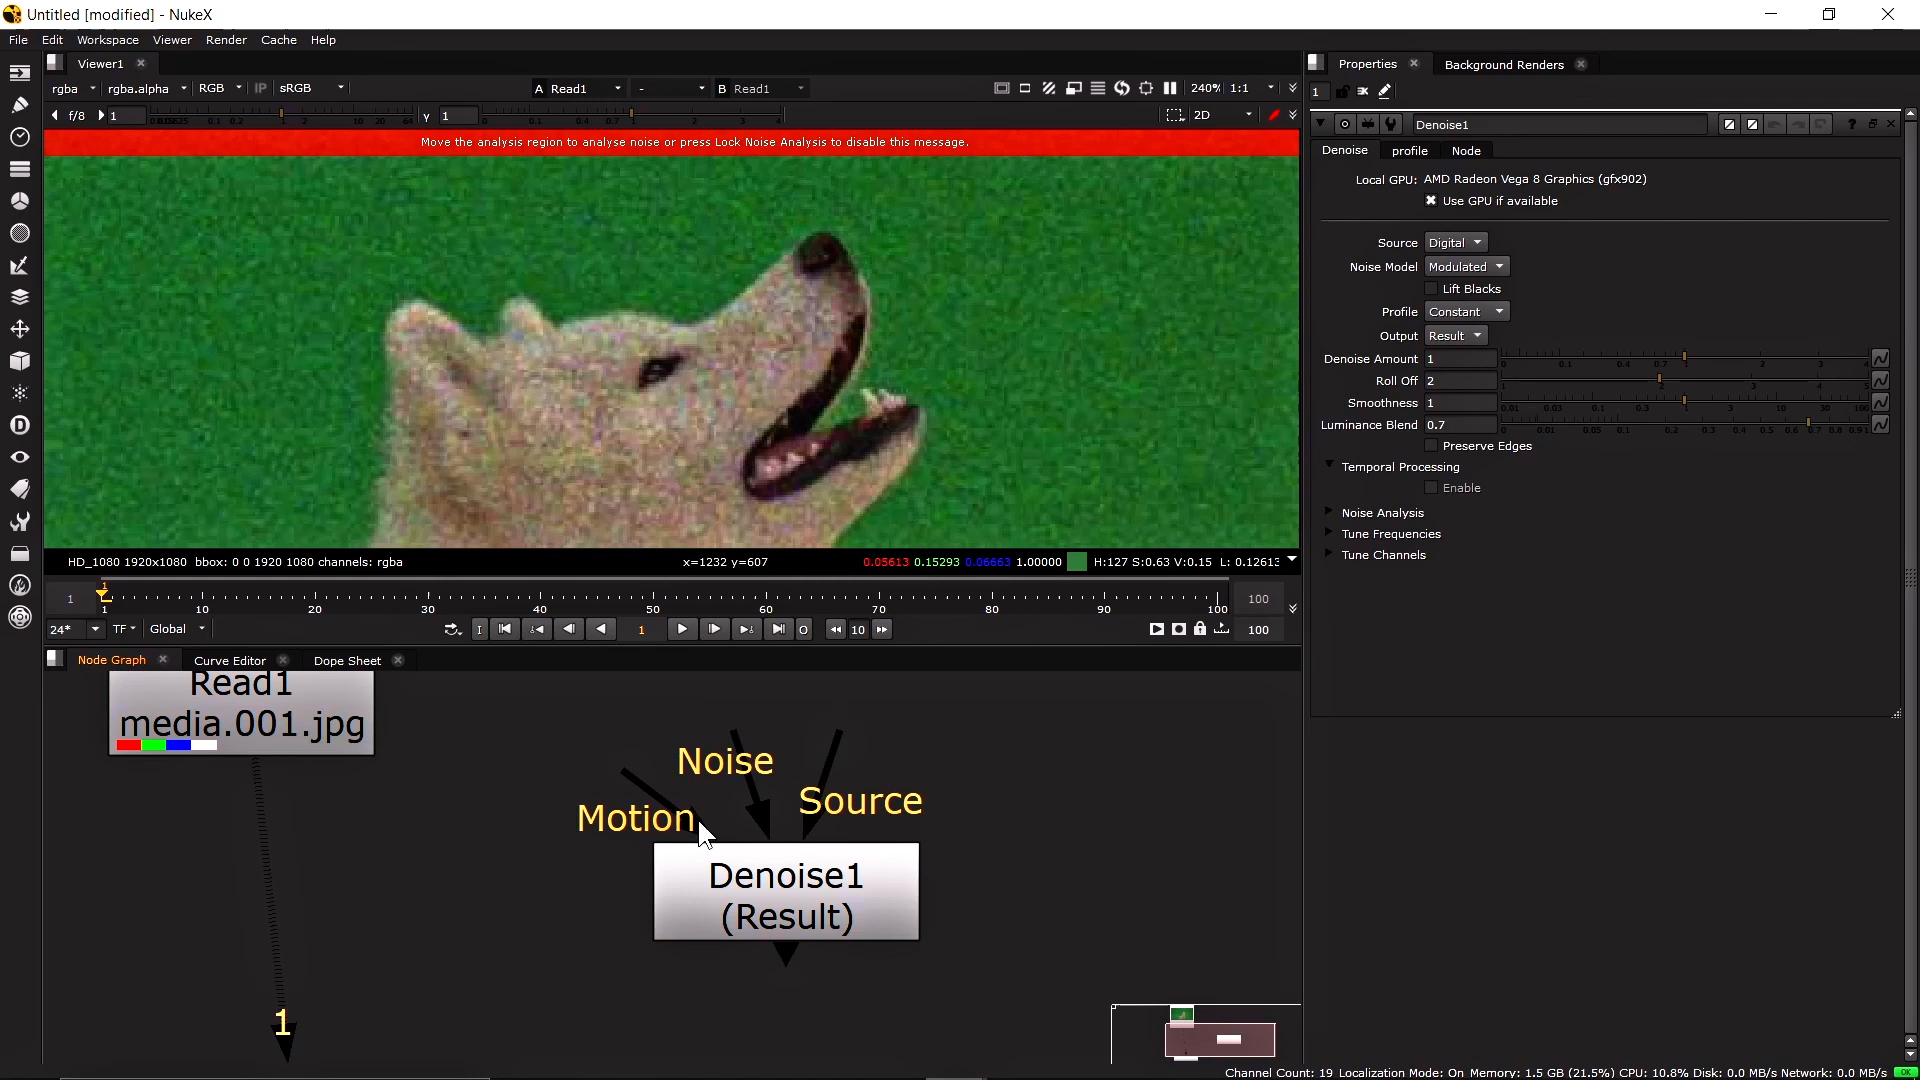 Untitled [modified] - NukeX
File Edit Workspace Viewer Render Cache Help
Viewer1
rgba rgba.alpha RGB IP sRGB A Read1 - B Read1 240% 1:1
f/8 1 γ 1 2D
Move the analysis region to analyse noise or press Lock Noise Analysis to disable this message.
HD_1080 1920x1080 bbox: 0 0 1920 1080 channels: rgba x=1232 y=607 0.05613 0.15293 0.06663 1.00000 H:127 S:0.63 V:0.15 L: 0.12613
1
1 1 10 20 30 40 50 60 70 80 90 100 100
24* TF Global I 1 O 10 100
Node Graph Curve Editor Dope Sheet
Read1
media.001.jpg
Noise
Motion
Source
Denoise1
(Result)
1
Properties Background Renders
1
Denoise1
Denoise profile Node
Local GPU: AMD Radeon Vega 8 Graphics (gfx902)
Use GPU if available
Source Digital
Noise Model Modulated
Lift Blacks
Profile Constant
Output Result
Denoise Amount 1
Roll Off 2
Smoothness 1
Luminance Blend 0.7
Preserve Edges
Temporal Processing
Enable
Noise Analysis
Tune Frequencies
Tune Channels
Channel Count: 19 Localization Mode: On Memory: 1.5 GB (21.5%) CPU: 10.8% Disk: 0.0 MB/s Network: 0.0 MB/s OK